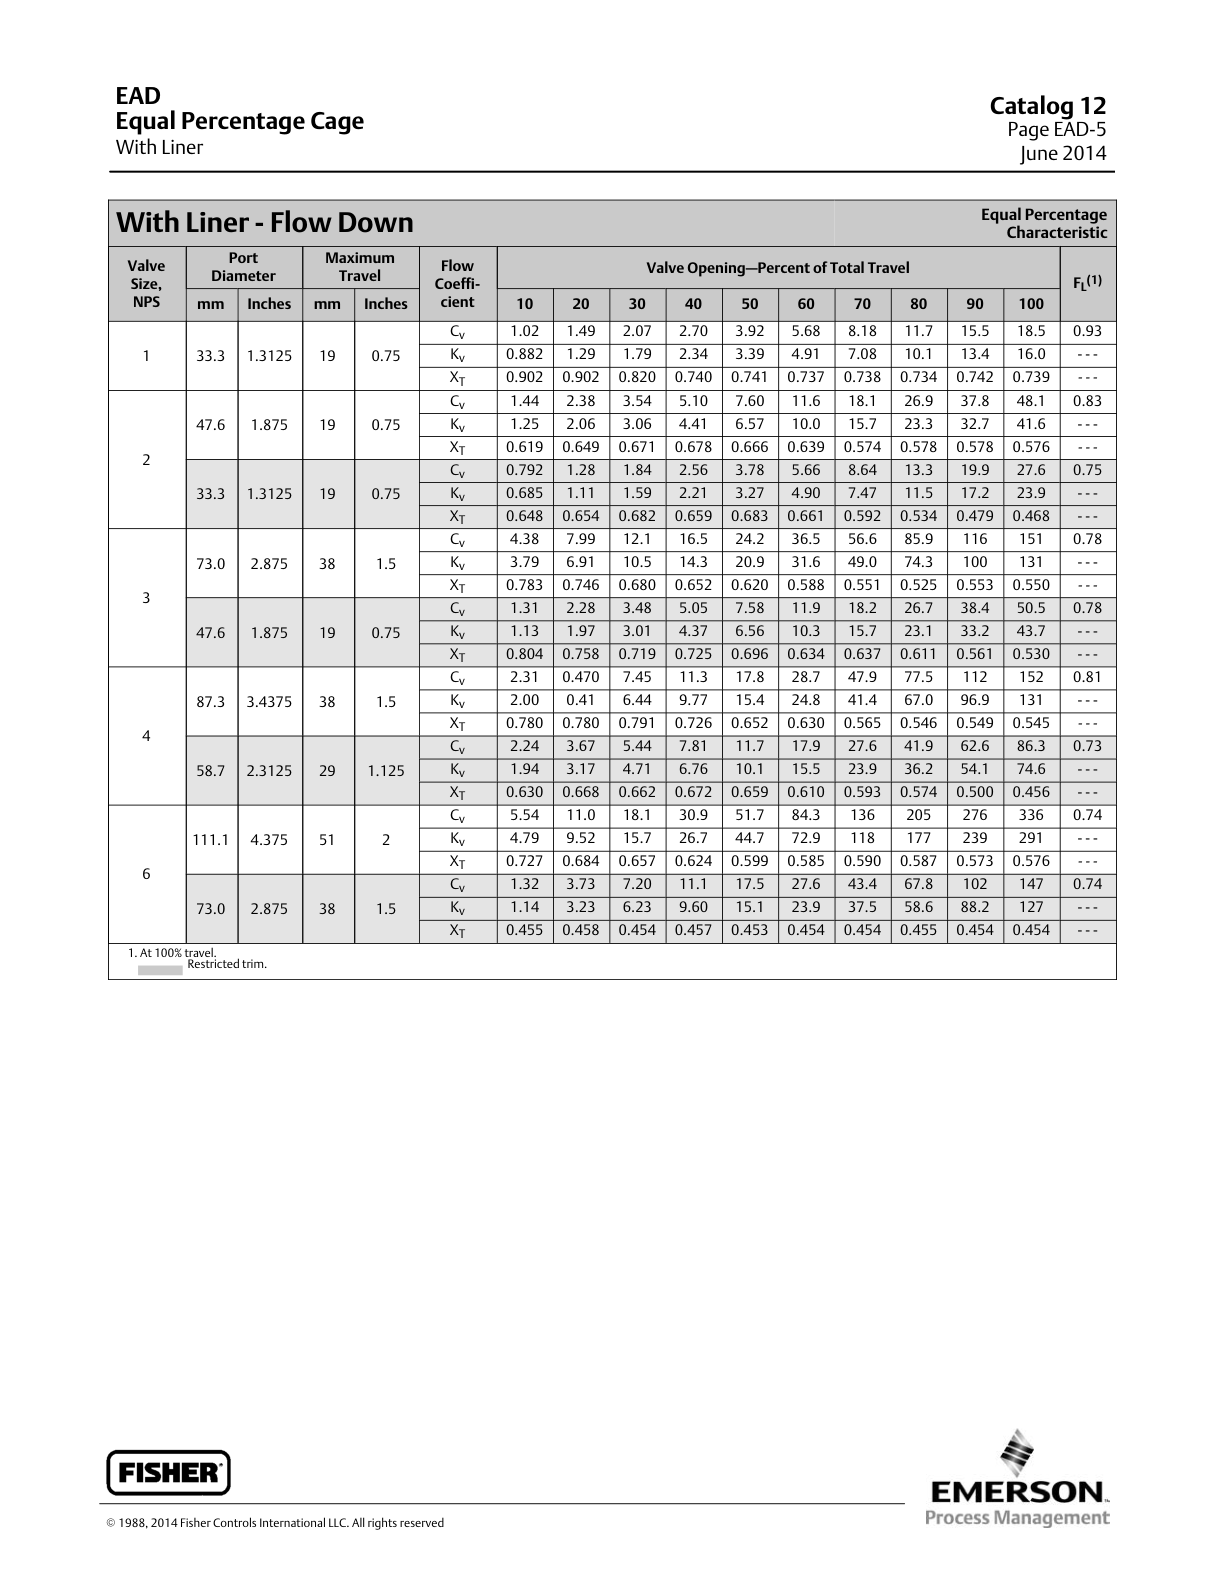 EAD
Equal Percentage Cage
With Liner
Catalog 12
Page EAD-5
June 2014
With Liner - Flow Down
Equal Percentage
Characteristic
Valve Size, NPS Port Diameter Maximum Travel Flow Coeffi- cient Valve Opening—Percent of Total Travel FL(1)
mm Inches mm Inches 10 20 30 40 50 60 70 80 90 100
1 33.3 1.3125 19 0.75 Cv 1.02 1.49 2.07 2.70 3.92 5.68 8.18 11.7 15.5 18.5 0.93
Kv 0.882 1.29 1.79 2.34 3.39 4.91 7.08 10.1 13.4 16.0 - - -
XT 0.902 0.902 0.820 0.740 0.741 0.737 0.738 0.734 0.742 0.739 - - -
2 47.6 1.875 19 0.75 Cv 1.44 2.38 3.54 5.10 7.60 11.6 18.1 26.9 37.8 48.1 0.83
Kv 1.25 2.06 3.06 4.41 6.57 10.0 15.7 23.3 32.7 41.6 - - -
XT 0.619 0.649 0.671 0.678 0.666 0.639 0.574 0.578 0.578 0.576 - - -
33.3 1.3125 19 0.75 Cv 0.792 1.28 1.84 2.56 3.78 5.66 8.64 13.3 19.9 27.6 0.75
Kv 0.685 1.11 1.59 2.21 3.27 4.90 7.47 11.5 17.2 23.9 - - -
XT 0.648 0.654 0.682 0.659 0.683 0.661 0.592 0.534 0.479 0.468 - - -
3 73.0 2.875 38 1.5 Cv 4.38 7.99 12.1 16.5 24.2 36.5 56.6 85.9 116 151 0.78
Kv 3.79 6.91 10.5 14.3 20.9 31.6 49.0 74.3 100 131 - - -
XT 0.783 0.746 0.680 0.652 0.620 0.588 0.551 0.525 0.553 0.550 - - -
47.6 1.875 19 0.75 Cv 1.31 2.28 3.48 5.05 7.58 11.9 18.2 26.7 38.4 50.5 0.78
Kv 1.13 1.97 3.01 4.37 6.56 10.3 15.7 23.1 33.2 43.7 - - -
XT 0.804 0.758 0.719 0.725 0.696 0.634 0.637 0.611 0.561 0.530 - - -
4 87.3 3.4375 38 1.5 Cv 2.31 0.470 7.45 11.3 17.8 28.7 47.9 77.5 112 152 0.81
Kv 2.00 0.41 6.44 9.77 15.4 24.8 41.4 67.0 96.9 131 - - -
XT 0.780 0.780 0.791 0.726 0.652 0.630 0.565 0.546 0.549 0.545 - - -
58.7 2.3125 29 1.125 Cv 2.24 3.67 5.44 7.81 11.7 17.9 27.6 41.9 62.6 86.3 0.73
Kv 1.94 3.17 4.71 6.76 10.1 15.5 23.9 36.2 54.1 74.6 - - -
XT 0.630 0.668 0.662 0.672 0.659 0.610 0.593 0.574 0.500 0.456 - - -
6 111.1 4.375 51 2 Cv 5.54 11.0 18.1 30.9 51.7 84.3 136 205 276 336 0.74
Kv 4.79 9.52 15.7 26.7 44.7 72.9 118 177 239 291 - - -
XT 0.727 0.684 0.657 0.624 0.599 0.585 0.590 0.587 0.573 0.576 - - -
73.0 2.875 38 1.5 Cv 1.32 3.73 7.20 11.1 17.5 27.6 43.4 67.8 102 147 0.74
Kv 1.14 3.23 6.23 9.60 15.1 23.9 37.5 58.6 88.2 127 - - -
XT 0.455 0.458 0.454 0.457 0.453 0.454 0.454 0.455 0.454 0.454 - - -
1. At 100% travel.
Restricted trim.
FISHER
EMERSON
Process Management
© 1988, 2014 Fisher Controls International LLC. All rights reserved